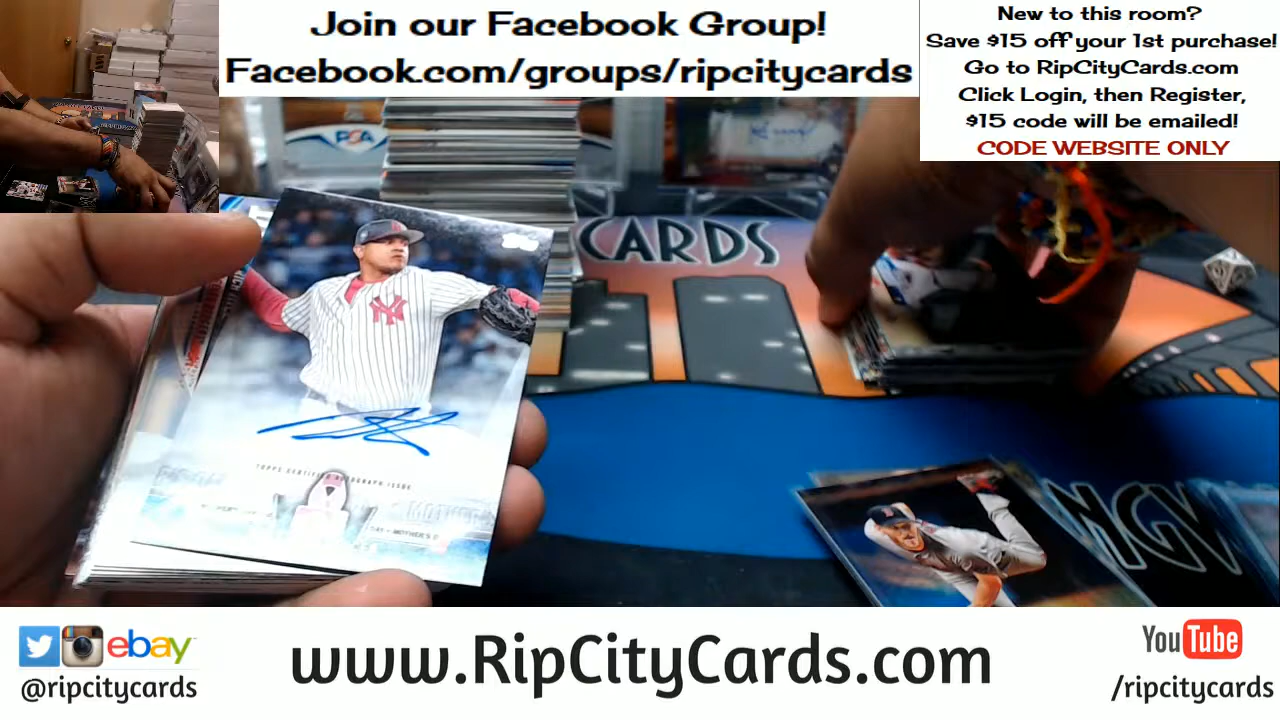 Join our Facebook Group!
Facebook.com/groups/ripcitycards
New to this room?
Save $15 off your 1st purchase!
Go to RipCityCards.com
Click Login, then Register,
$15 code will be emailed!
CODE WEBSITE ONLY
PSA
CARDS
NY
TOPPS CERTIFIED AUTOGRAPH ISSUE
ebay
@ripcitycards
www.RipCityCards.com
YouTube
/ripcitycards